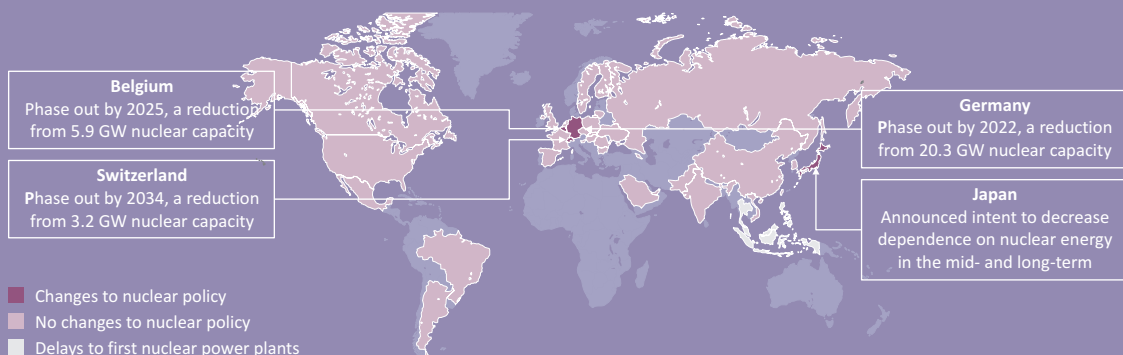 Belgium
Phase out by 2025, a reduction
from 5.9 GW nuclear capacity
Switzerland
Phase out by 2034, a reduction
from 3.2 GW nuclear capacity
Germany
Phase out by 2022, a reduction
from 20.3 GW nuclear capacity
Japan
Announced intent to decrease
dependence on nuclear energy
in the mid- and long-term
Changes to nuclear policy
No changes to nuclear policy
Delays to first nuclear power plants